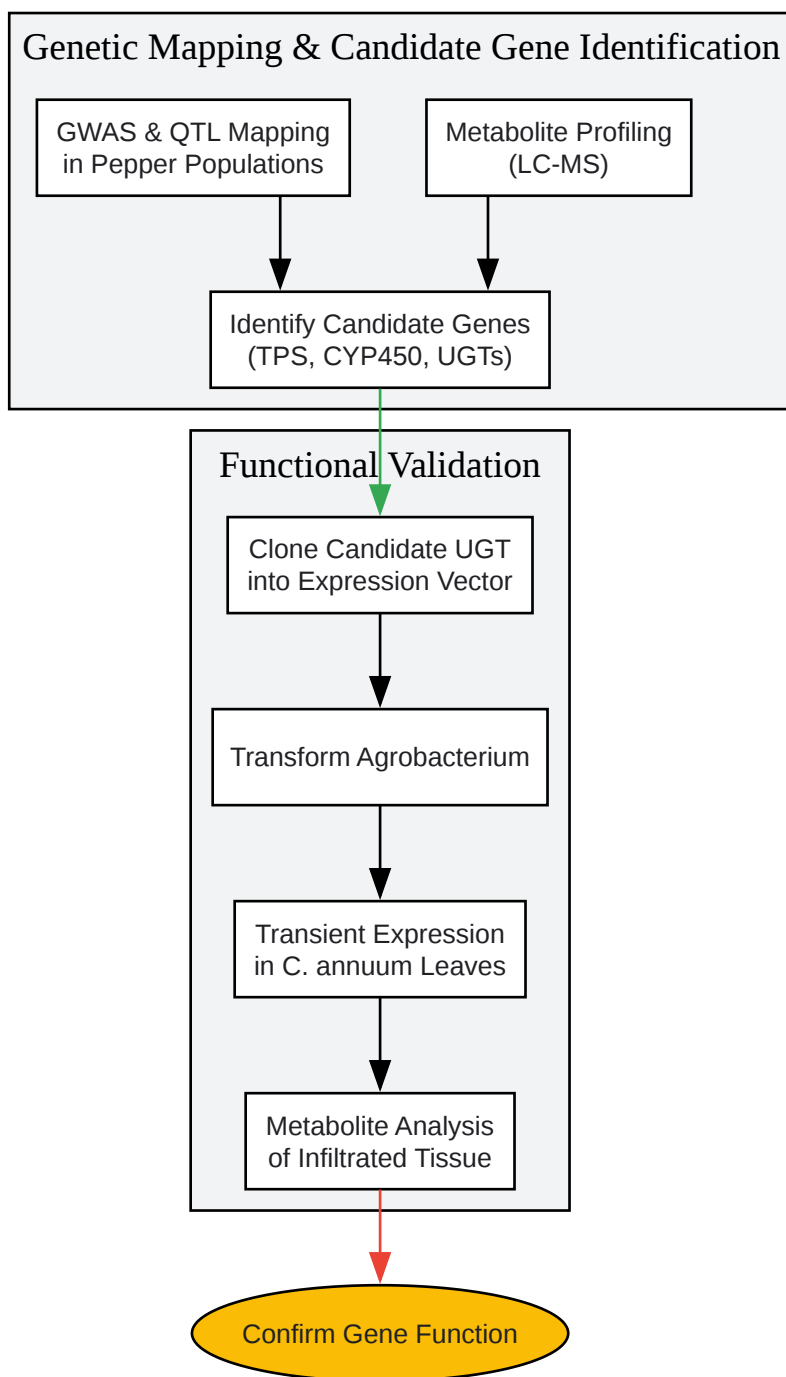 Genetic Mapping & Candidate Gene Identification
GWAS & QTL Mapping
in Pepper Populations
Metabolite Profiling
(LC-MS)
Identify Candidate Genes
(TPS, CYP450, UGTs)
Functional Validation
Clone Candidate UGT
into Expression Vector
Transform Agrobacterium
Transient Expression
in C. annuum Leaves
Metabolite Analysis
of Infiltrated Tissue
Confirm Gene Function